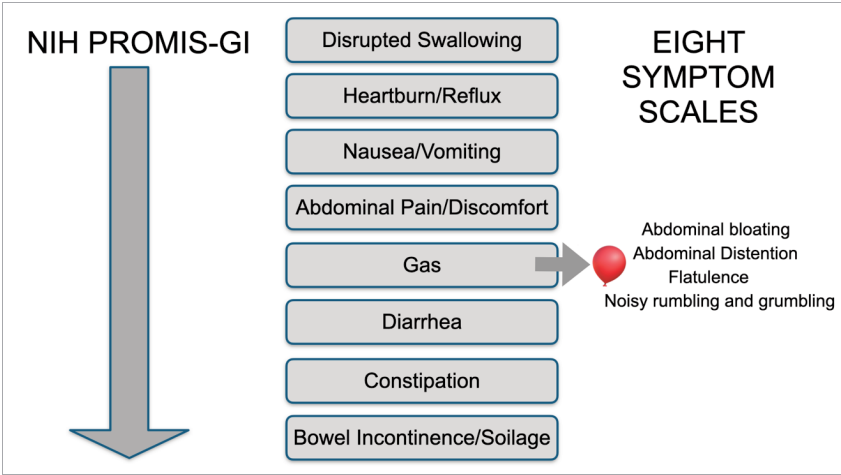 NIH PROMIS-GI
Disrupted Swallowing
Heartburn/Reflux
Nausea/Vomiting
Abdominal Pain/Discomfort
Gas
Diarrhea
Constipation
Bowel Incontinence/Soilage
EIGHT
SYMPTOM
SCALES
Abdominal bloating
Abdominal Distention
Flatulence
Noisy rumbling and grumbling